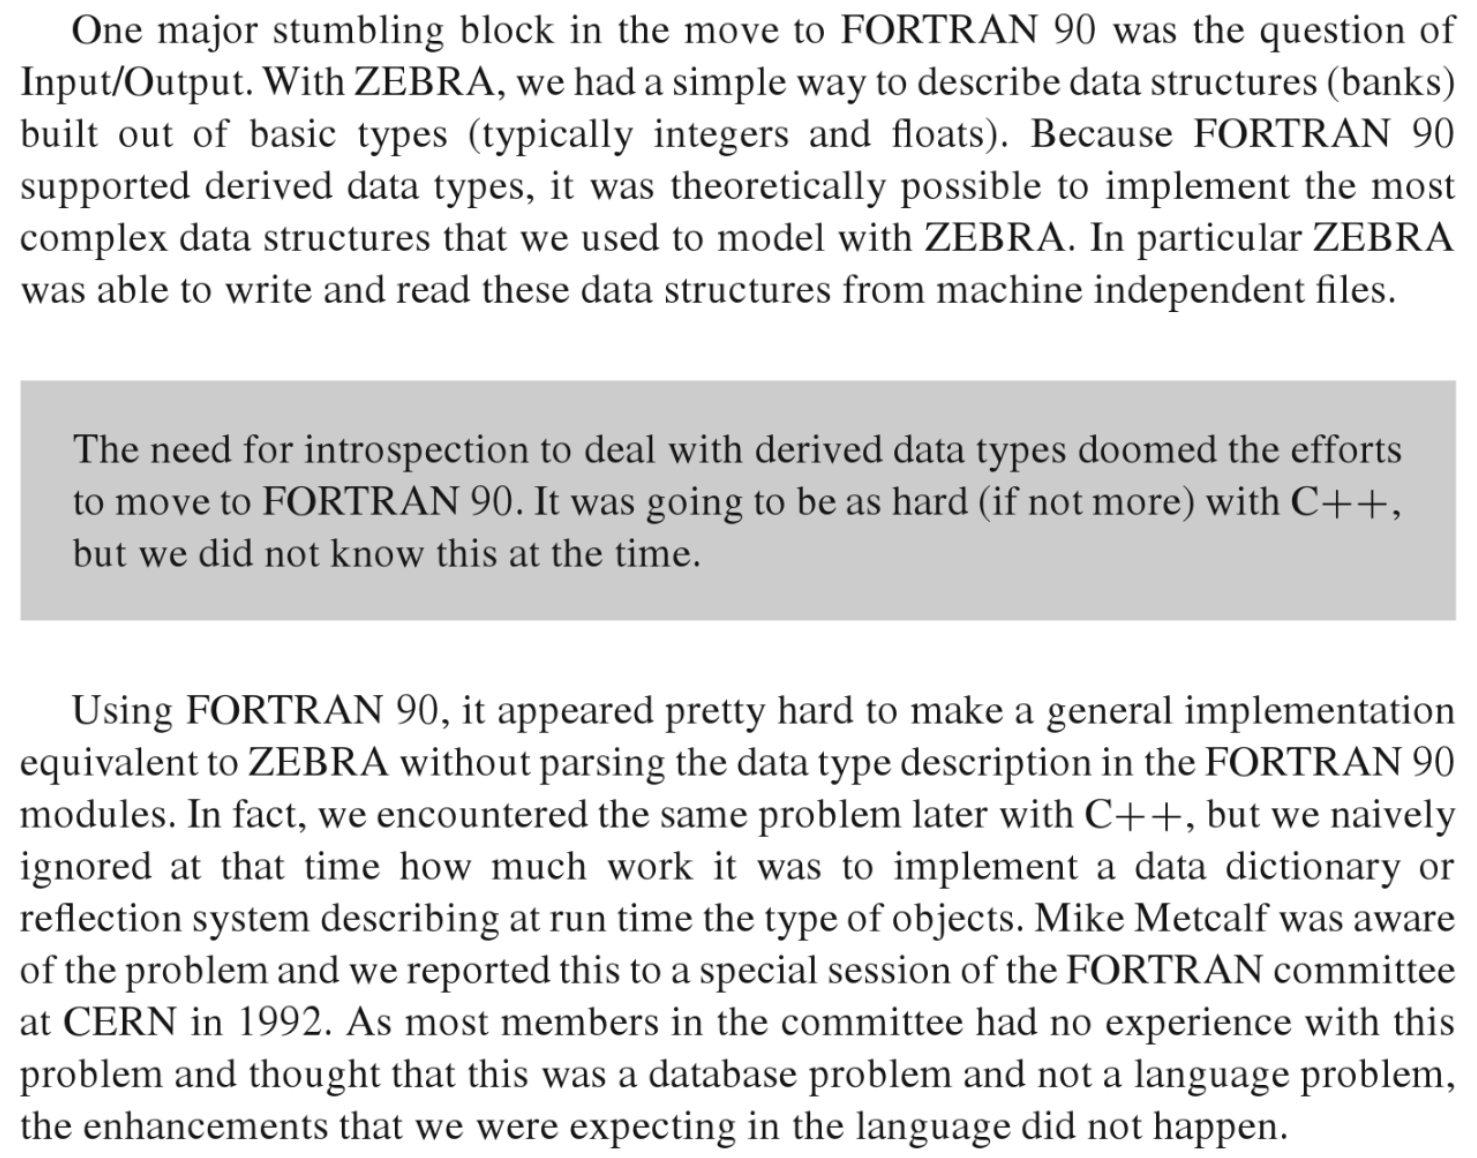 One major stumbling block in the move to FORTRAN 90 was the question of
Input/Output. With ZEBRA, we had a simple way to describe data structures (banks)
built out of basic types (typically integers and floats). Because FORTRAN 90
supported derived data types, it was theoretically possible to implement the most
complex data structures that we used to model with ZEBRA. In particular ZEBRA
was able to write and read these data structures from machine independent files.
The need for introspection to deal with derived data types doomed the efforts
to move to FORTRAN 90. It was going to be as hard (if not more) with C++,
but we did not know this at the time.
Using FORTRAN 90, it appeared pretty hard to make a general implementation
equivalent to ZEBRA without parsing the data type description in the FORTRAN 90
modules. In fact, we encountered the same problem later with C++, but we naively
ignored at that time how much work it was to implement a data dictionary or
reflection system describing at run time the type of objects. Mike Metcalf was aware
of the problem and we reported this to a special session of the FORTRAN committee
at CERN in 1992. As most members in the committee had no experience with this
problem and thought that this was a database problem and not a language problem,
the enhancements that we were expecting in the language did not happen.